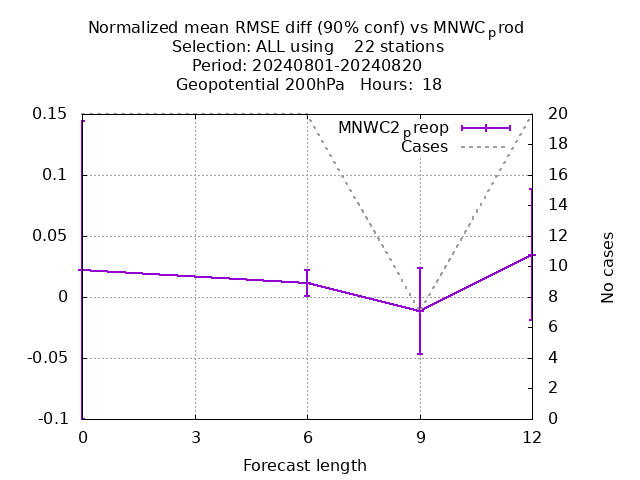 Normalized mean RMSE diff (90% conf) vs MNWCprod
Selection: ALL using    22 stations
Period: 20240801-20240820
Geopotential 200hPa   Hours:  18
0.15
0.1
0.05
0
-0.05
-0.1
20
18
16
14
12
10
8
6
4
2
0
MNWC2preop
Cases
No cases
0 3 6 9 12
Forecast length